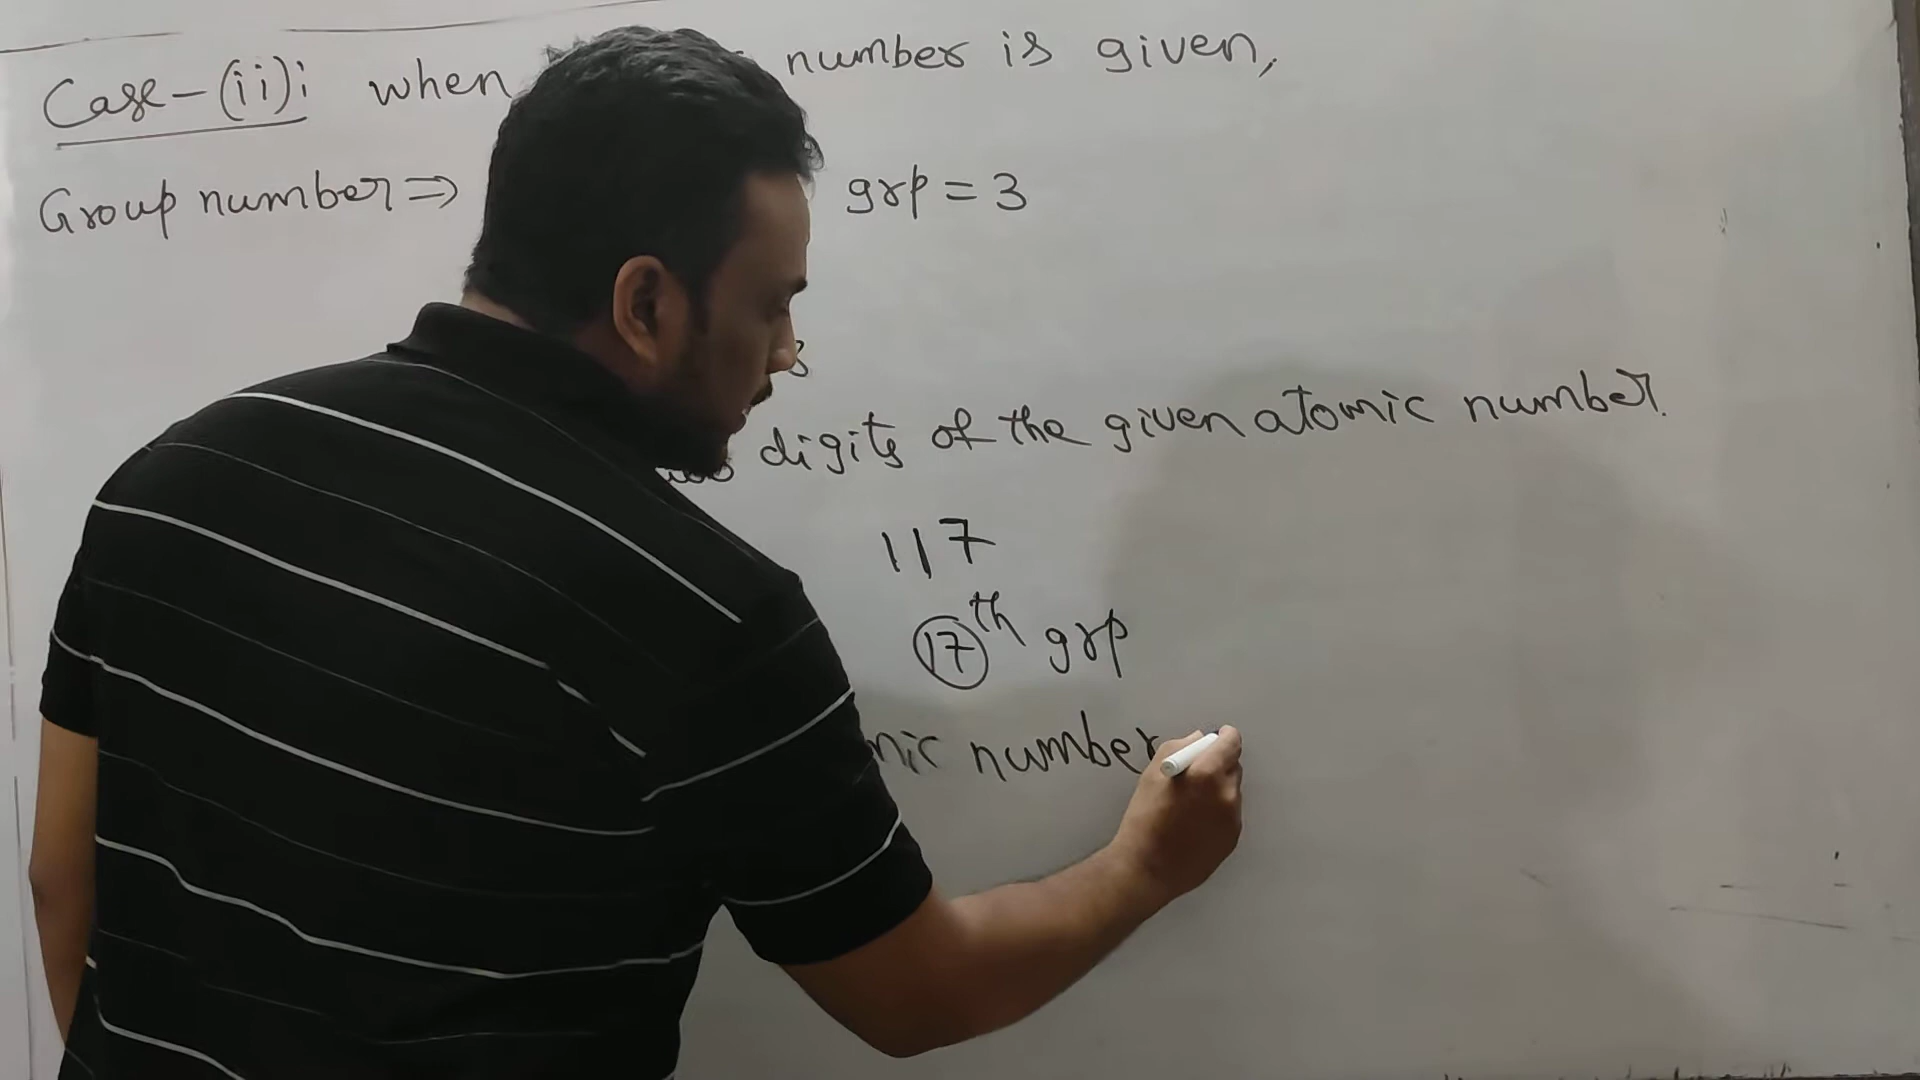 Case-(ii): when number is given,
Group number ⇒ grp = 3
3
digits of the given atomic number.
117
17th grp
number